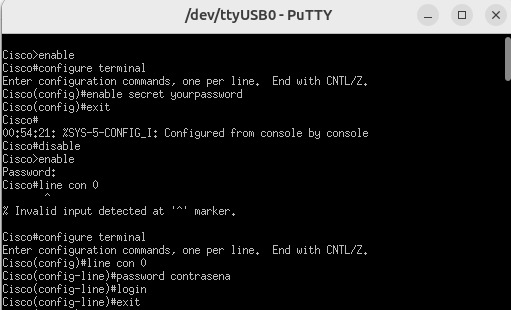 /dev/ttyUSB0 - PuTTY
Cisco>enable
Cisco#configure terminal
Enter configuration commands, one per line.  End with CNTL/Z.
Cisco(config)#enable secret yourpassword
Cisco(config)#exit
Cisco#
00:54:21: %SYS-5-CONFIG_I: Configured from console by console
Cisco#disable
Cisco>enable
Password:
Cisco#line con 0
^
% Invalid input detected at '^' marker.
Cisco#configure terminal
Enter configuration commands, one per line.  End with CNTL/Z.
Cisco(config)#line con 0
Cisco(config-line)#password contrasena
Cisco(config-line)#login
Cisco(config-line)#exit